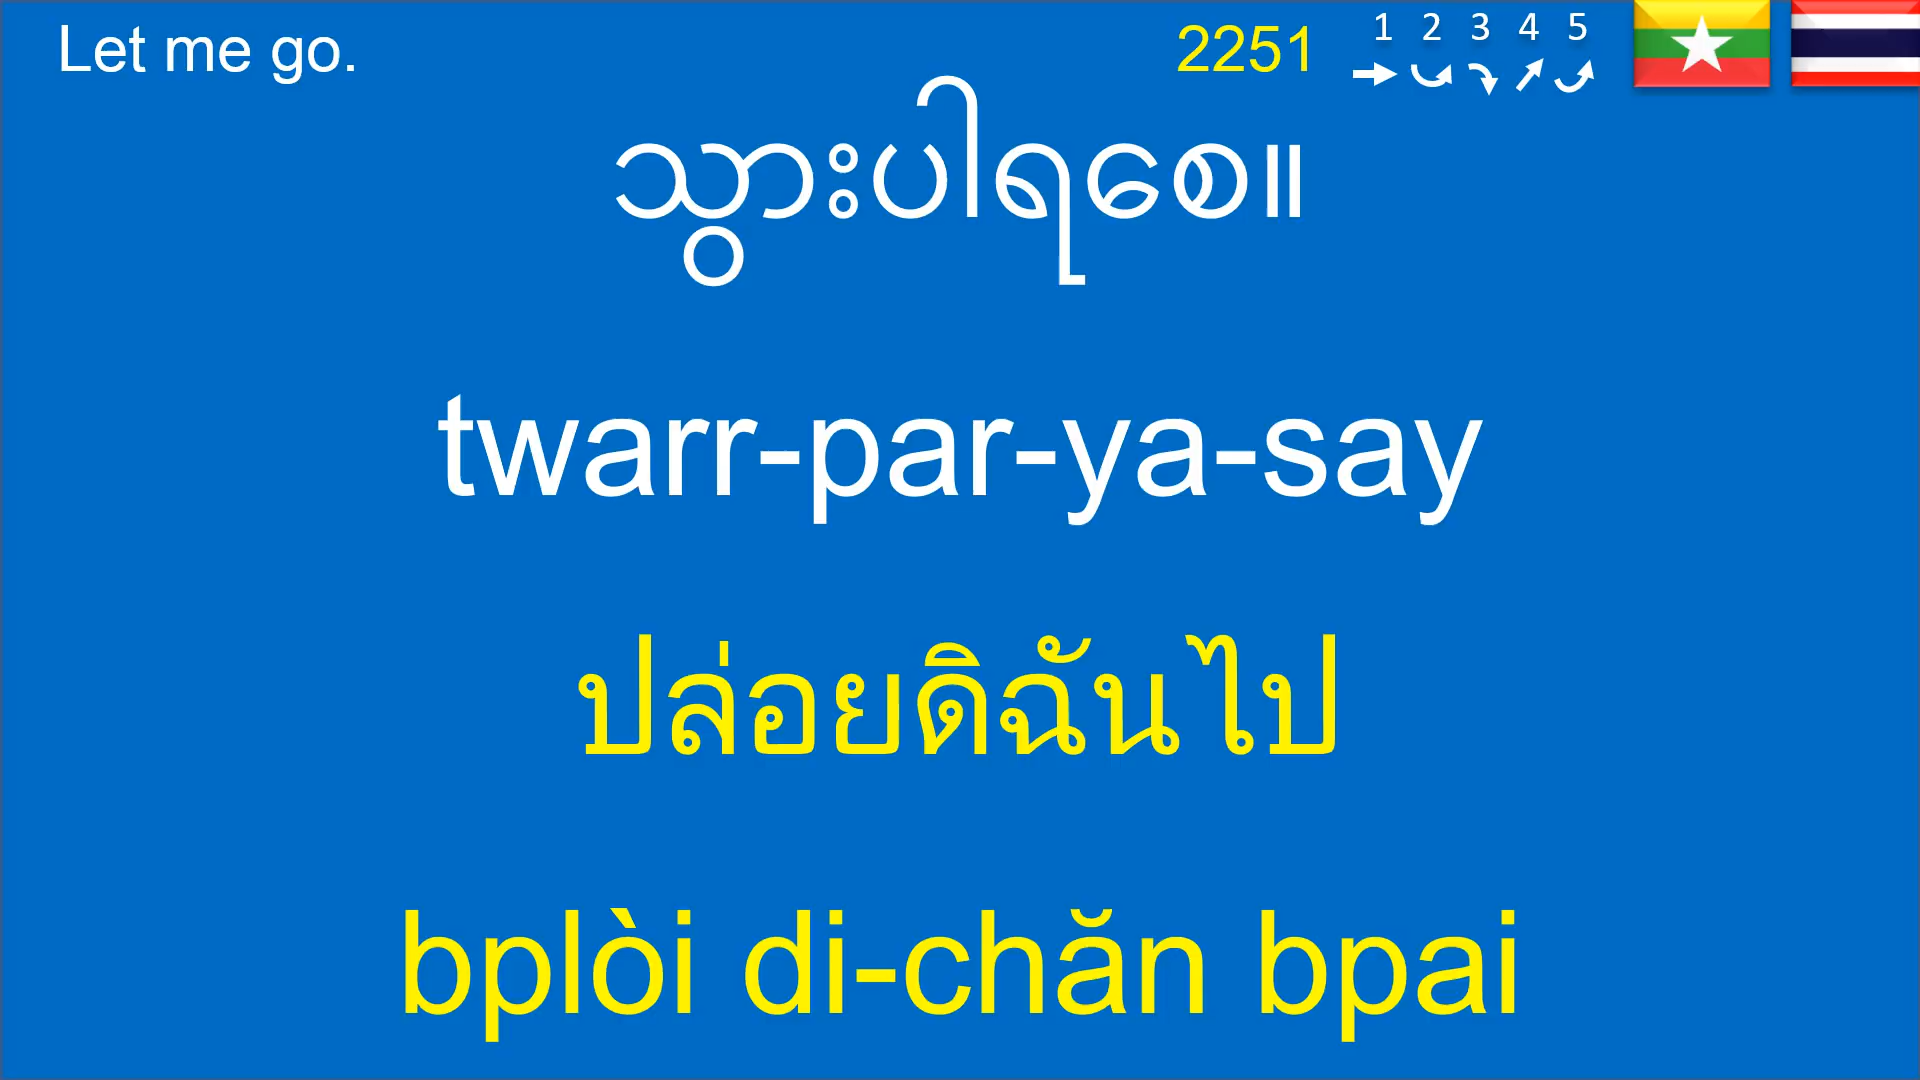 Let me go.
2251
1 2 3 4 5
သွားပါရစေ။
twarr-par-ya-say
ปล่อยดิฉันไป
bplòi di-chăn bpai